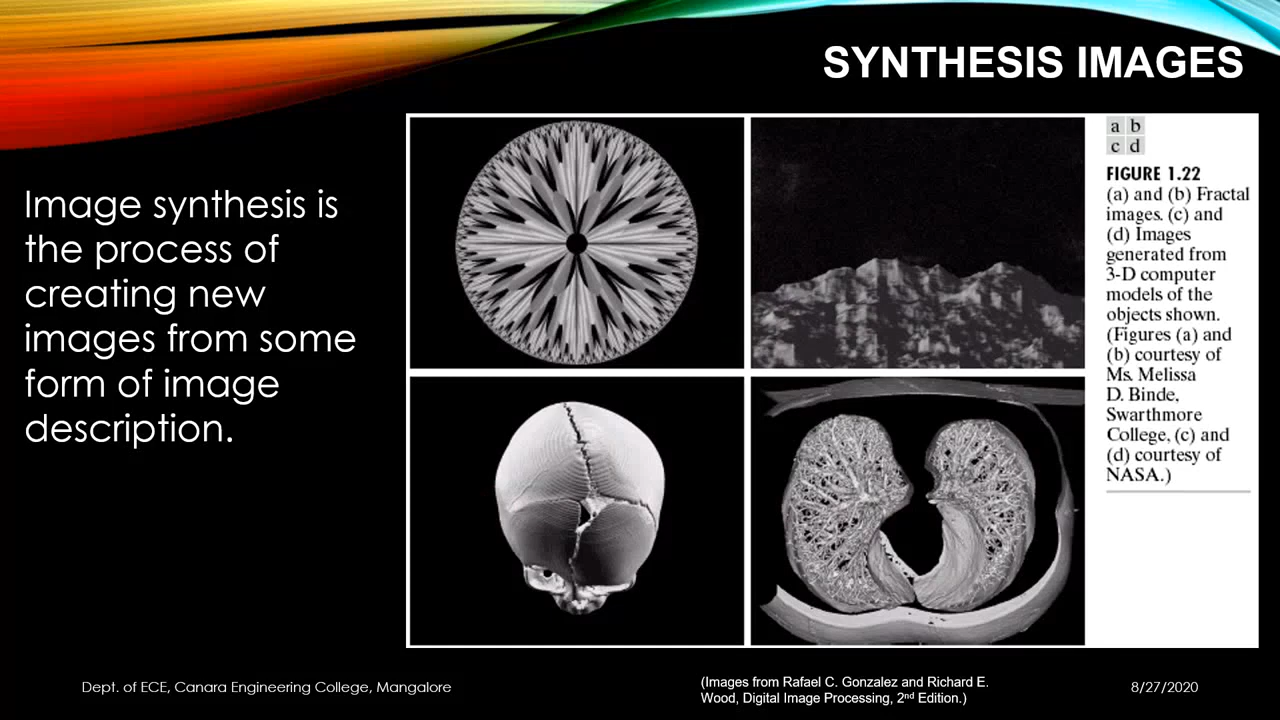 SYNTHESIS IMAGES
Image synthesis is
the process of
creating new
images from some
form of image
description.
a b
c d
FIGURE 1.22
(a) and (b) Fractal
images. (c) and
(d) Images
generated from
3-D computer
models of the
objects shown.
(Figures (a) and
(b) courtesy of
Ms. Melissa
D. Binde,
Swarthmore
College, (c) and
(d) courtesy of
NASA.)
Dept. of ECE, Canara Engineering College, Mangalore
(Images from Rafael C. Gonzalez and Richard E.
Wood, Digital Image Processing, 2nd Edition.)
8/27/2020